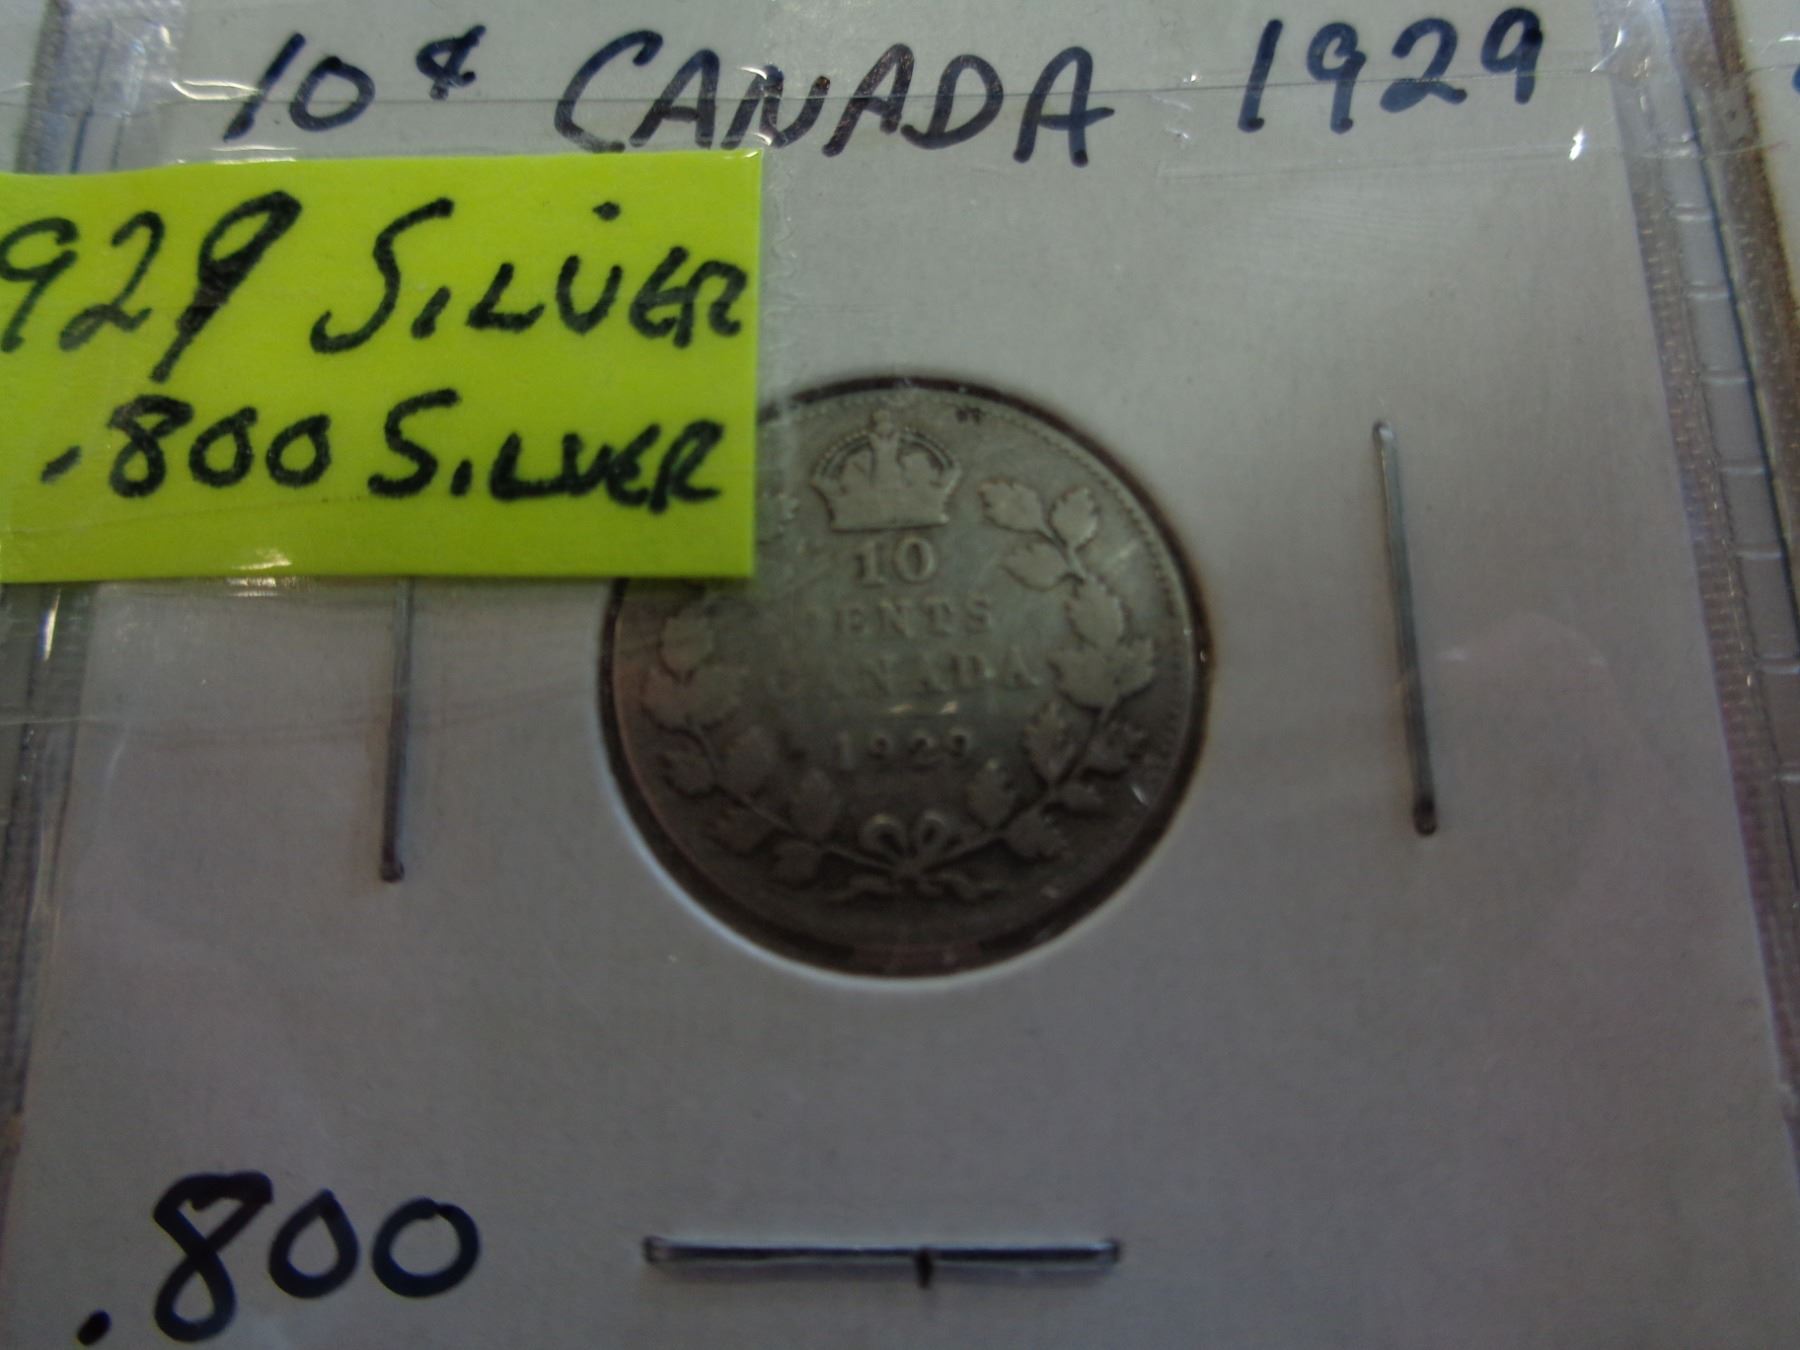 10¢ CANADA 1929
929 SILVER
.800 SILVER
10
CENTS
CANADA
1929
.800